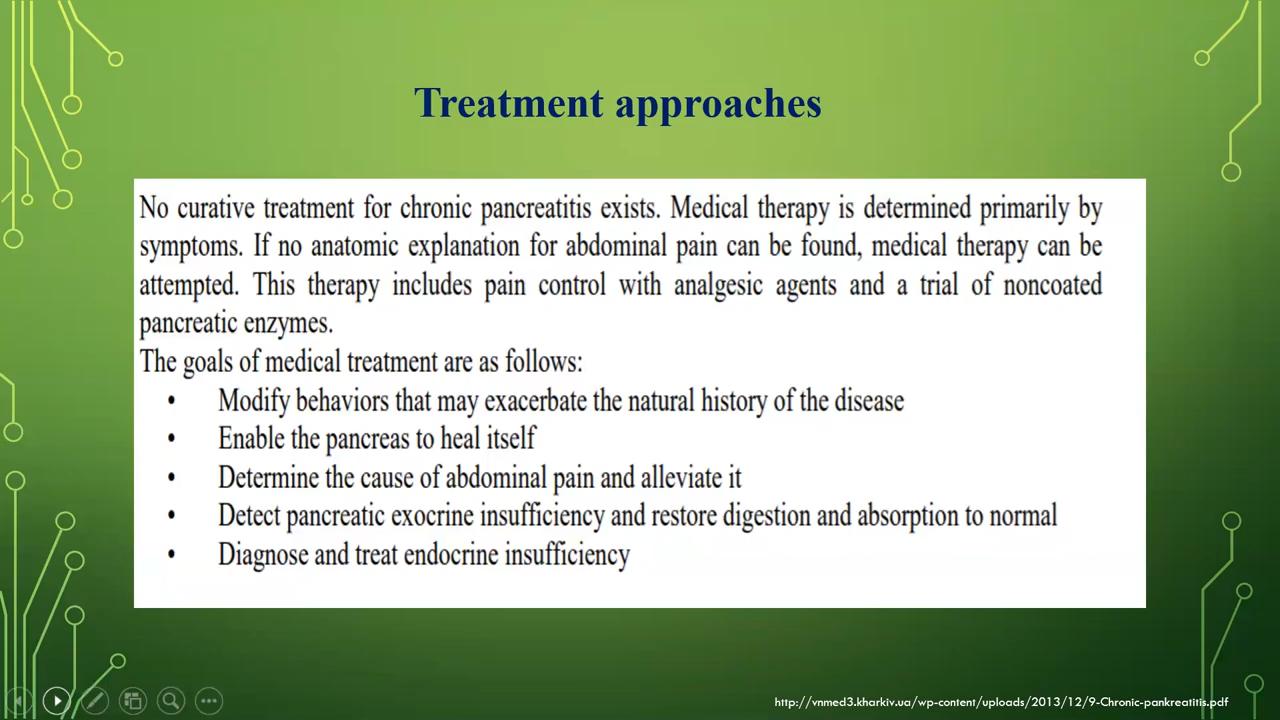 Treatment approaches
No curative treatment for chronic pancreatitis exists. Medical therapy is determined primarily by
symptoms. If no anatomic explanation for abdominal pain can be found, medical therapy can be
attempted. This therapy includes pain control with analgesic agents and a trial of noncoated
pancreatic enzymes.
The goals of medical treatment are as follows:
• Modify behaviors that may exacerbate the natural history of the disease
• Enable the pancreas to heal itself
• Determine the cause of abdominal pain and alleviate it
• Detect pancreatic exocrine insufficiency and restore digestion and absorption to normal
• Diagnose and treat endocrine insufficiency
http://vnmed3.kharkiv.ua/wp-content/uploads/2013/12/9-Chronic-pankreatitis.pdf